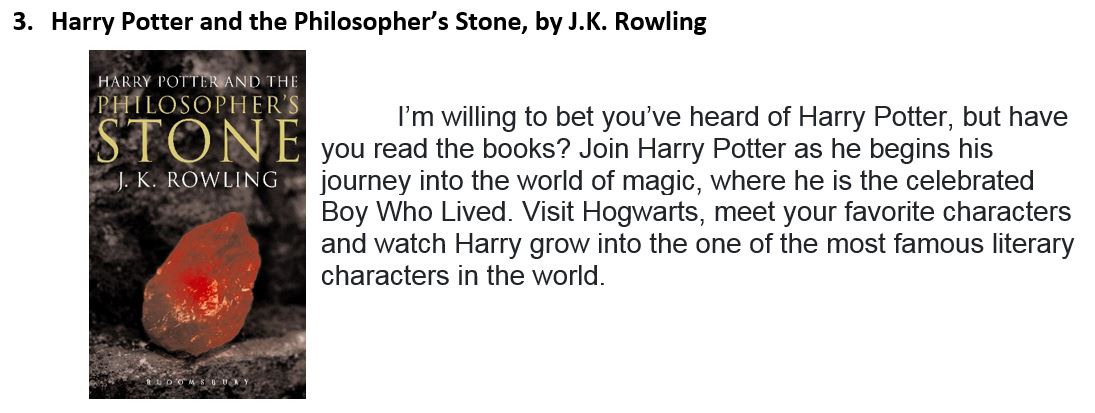 3. Harry Potter and the Philosopher’s Stone, by J.K. Rowling
HARRY POTTER AND THE
PHILOSOPHER'S
STONE
J. K. ROWLING
BLOOMSBURY
I’m willing to bet you’ve heard of Harry Potter, but have
you read the books? Join Harry Potter as he begins his
journey into the world of magic, where he is the celebrated
Boy Who Lived. Visit Hogwarts, meet your favorite characters
and watch Harry grow into the one of the most famous literary
characters in the world.